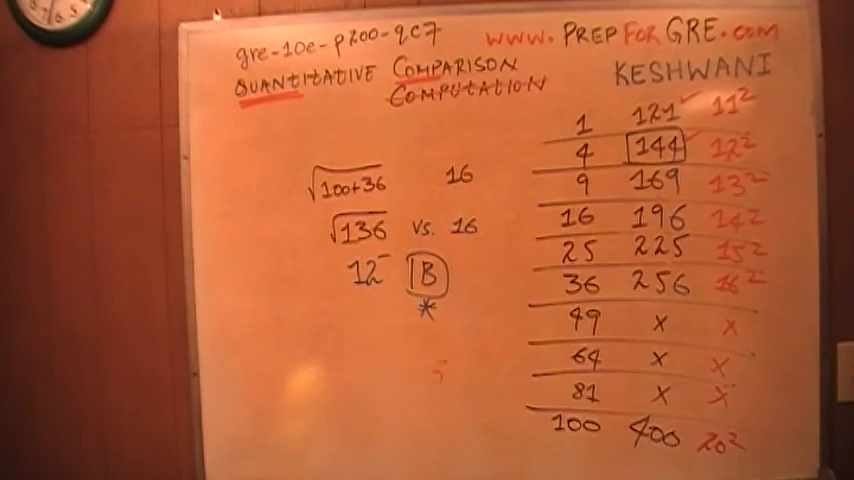 gre-10e-p200-qc7
www.PREPFORGRE.com
QUANTITATIVE COMPARISON
COMPUTATION
KESHWANI
√100+36 16
√136 vs. 16
12⁻ B
*
1 121 ✓ 11²
4 144 ✓ 12²
9 169 13²
16 196 14²
25 225 15²
36 256 16²
49 x x
64 x x
81 x x
100 400 20²